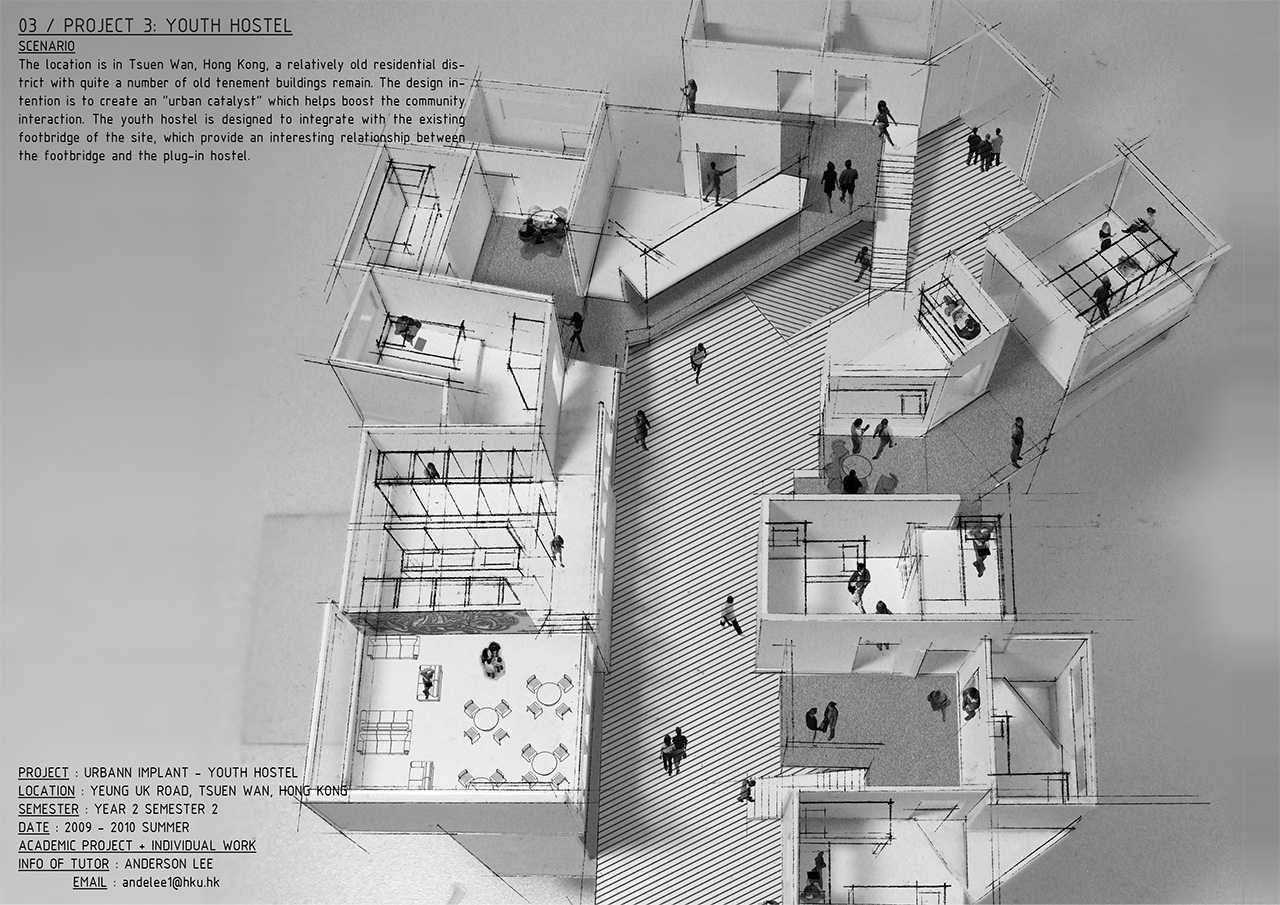 03 / PROJECT 3: YOUTH HOSTEL
SCENARIO
The location is in Tsuen Wan, Hong Kong, a relatively old residential dis-
trict with quite a number of old tenement buildings remain. The design in-
tention is to create an "urban catalyst" which helps boost the community
interaction. The youth hostel is designed to integrate with the existing
footbridge of the site, which provide an interesting relationship between
the footbridge and the plug-in hostel.
PROJECT : URBANN IMPLANT - YOUTH HOSTEL
LOCATION : YEUNG UK ROAD, TSUEN WAN, HONG KONG
SEMESTER : YEAR 2 SEMESTER 2
DATE : 2009 - 2010 SUMMER
ACADEMIC PROJECT + INDIVIDUAL WORK
INFO OF TUTOR : ANDERSON LEE
EMAIL : andelee1@hku.hk